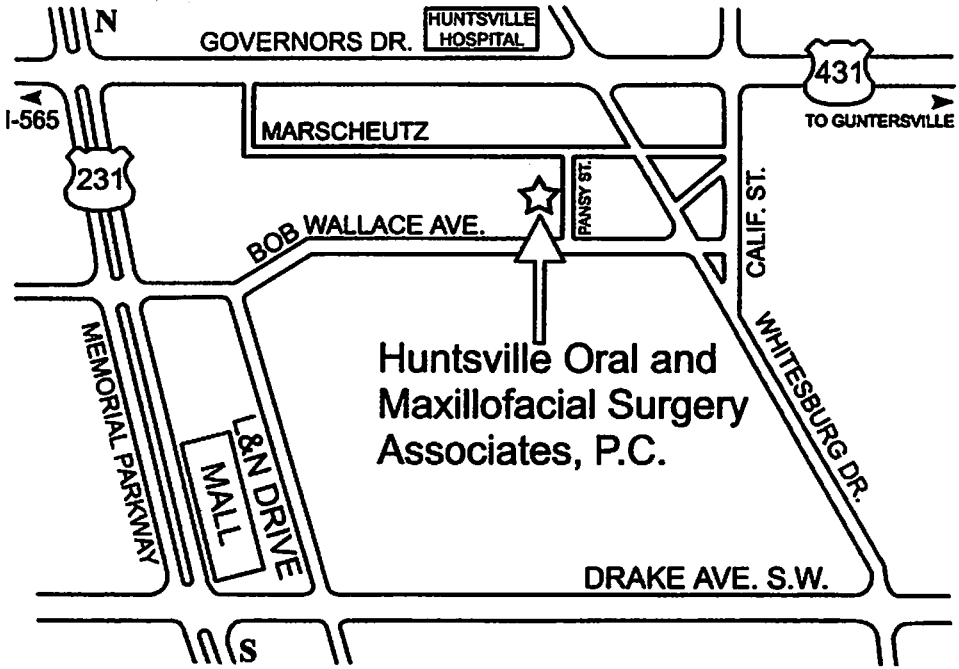 N
HUNTSVILLE
HOSPITAL
GOVERNORS DR.
431
I-565
TO GUNTERSVILLE
MARSCHEUTZ
231
PANSY ST.
BOB WALLACE AVE.
CALIF. ST.
MEMORIAL PARKWAY
WHITESBURG DR.
Huntsville Oral and
Maxillofacial Surgery
Associates, P.C.
L&N DRIVE
MALL
DRAKE AVE. S.W.
S